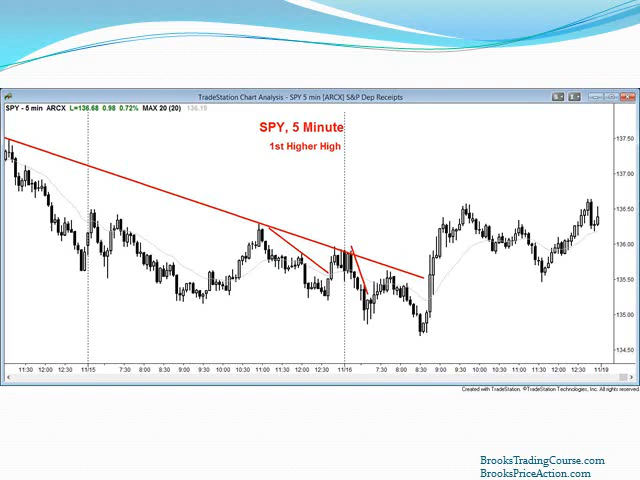 TradeStation Chart Analysis - SPY 5 min [ARCX] S&P Dep Receipts
SPY - 5 min  ARCX  L=136.68  0.98  0.72%  MAX 20 (20)  136.19
SPY, 5 Minute
1st Higher High
137.50
137.00
136.50
136.00
135.50
135.00
134.50
11:30 12:00 12:30 11/15 7:30 8:00 8:30 9:00 9:30 10:00 10:30 11:00 11:30 12:00 12:30 11/16 7:30 8:00 8:30 9:00 9:30 10:00 10:30 11:00 11:30 12:00 12:30 11/19
Created with TradeStation. ©TradeStation Technologies, Inc. All rights reserved.
BrooksTradingCourse.com
BrooksPriceAction.com